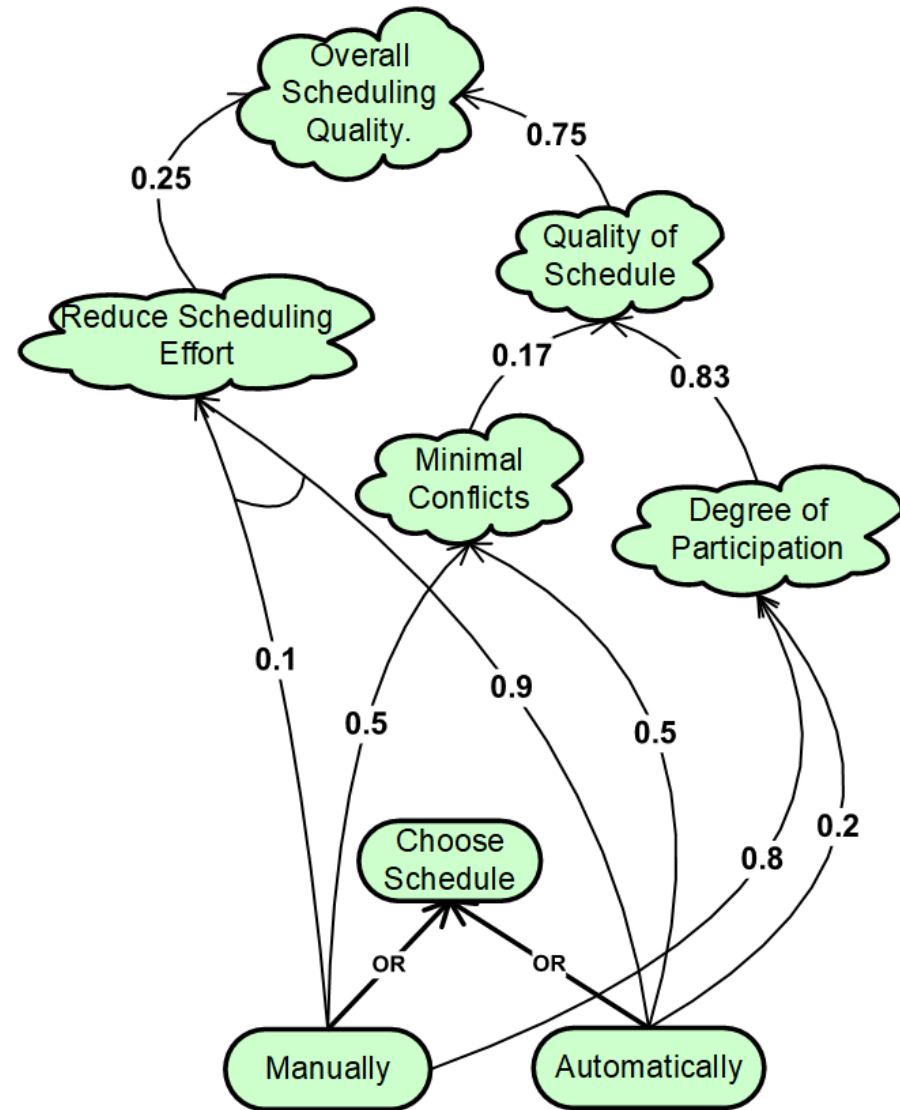 Overall
Scheduling
Quality.
0.75
0.25
Quality of
Schedule
Reduce Scheduling
Effort
0.17
0.83
Minimal
Conflicts
Degree of
Participation
0.1
0.9
0.5
0.5
0.2
0.8
Choose
Schedule
OR
OR
Manually
Automatically